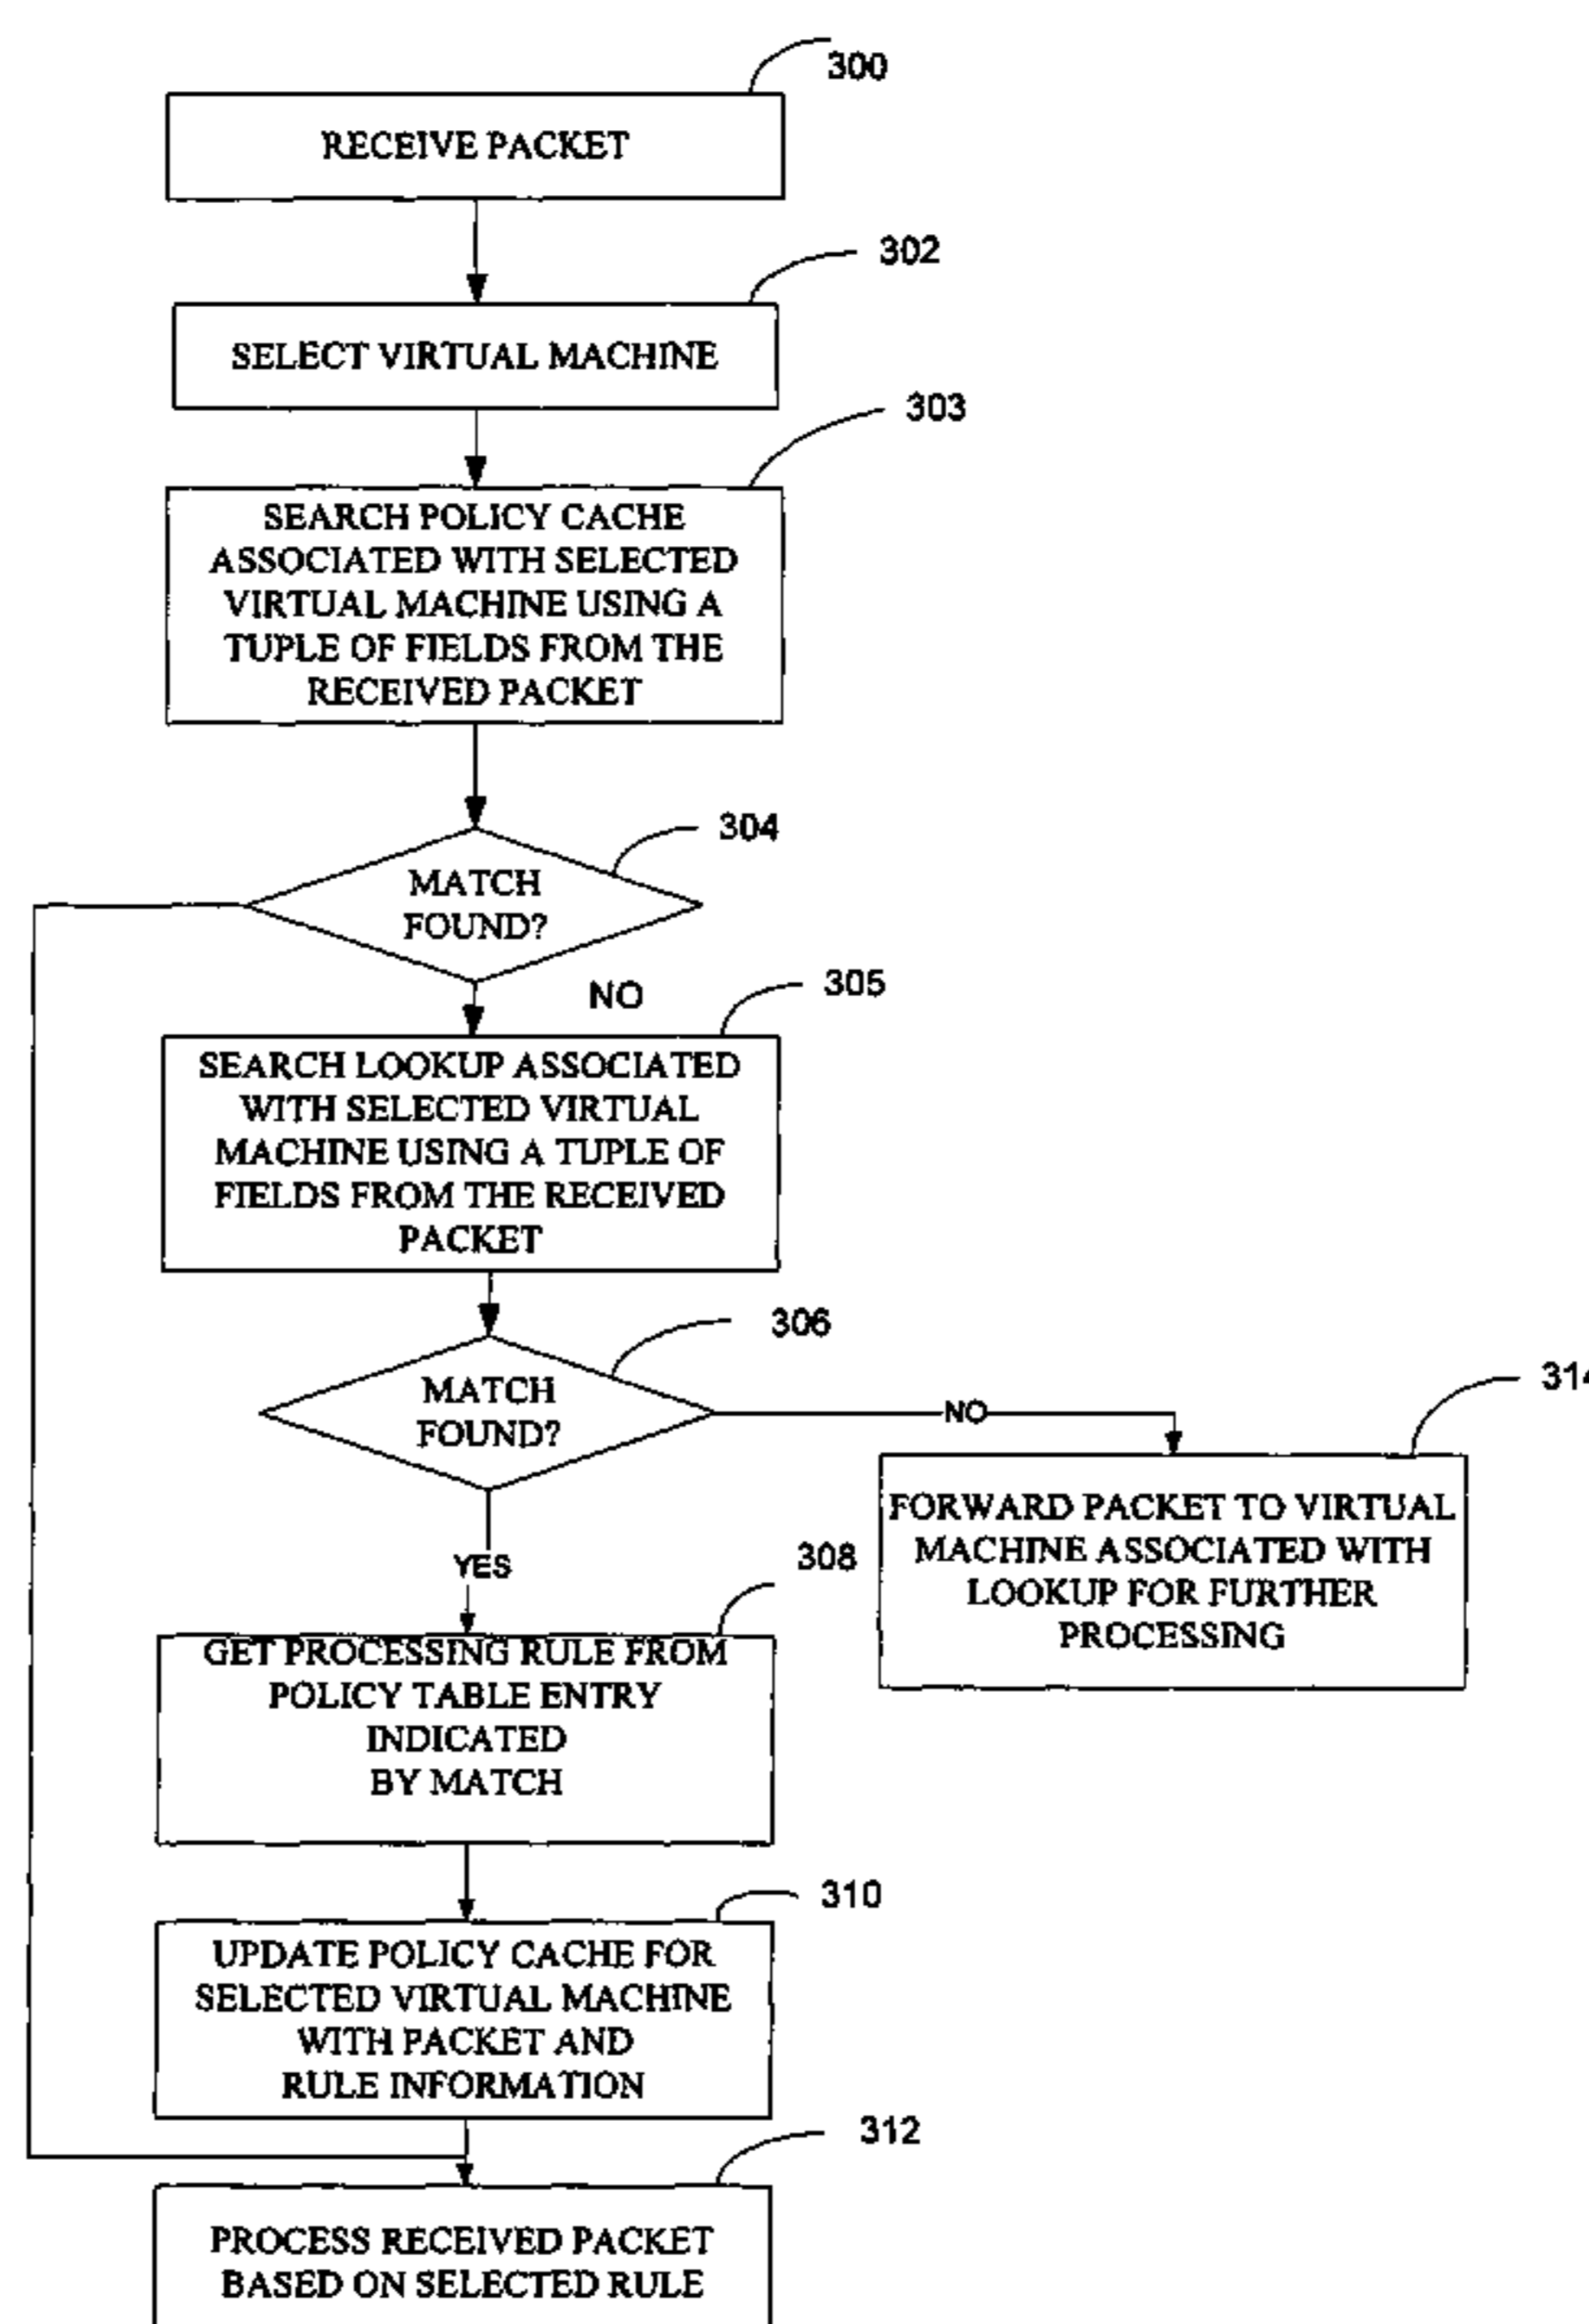 300
RECEIVE PACKET
302
SELECT VIRTUAL MACHINE
303
SEARCH POLICY CACHE
ASSOCIATED WITH SELECTED
VIRTUAL MACHINE USING A
TUPLE OF FIELDS FROM THE
RECEIVED PACKET
304
MATCH
FOUND?
NO
305
SEARCH LOOKUP ASSOCIATED
WITH SELECTED VIRTUAL
MACHINE USING A TUPLE OF
FIELDS FROM THE RECEIVED
PACKET
306
MATCH
FOUND?
NO
314
FORWARD PACKET TO VIRTUAL
MACHINE ASSOCIATED WITH
LOOKUP FOR FURTHER
PROCESSING
YES
308
GET PROCESSING RULE FROM
POLICY TABLE ENTRY
INDICATED
BY MATCH
310
UPDATE POLICY CACHE FOR
SELECTED VIRTUAL MACHINE
WITH PACKET AND
RULE INFORMATION
312
PROCESS RECEIVED PACKET
BASED ON SELECTED RULE